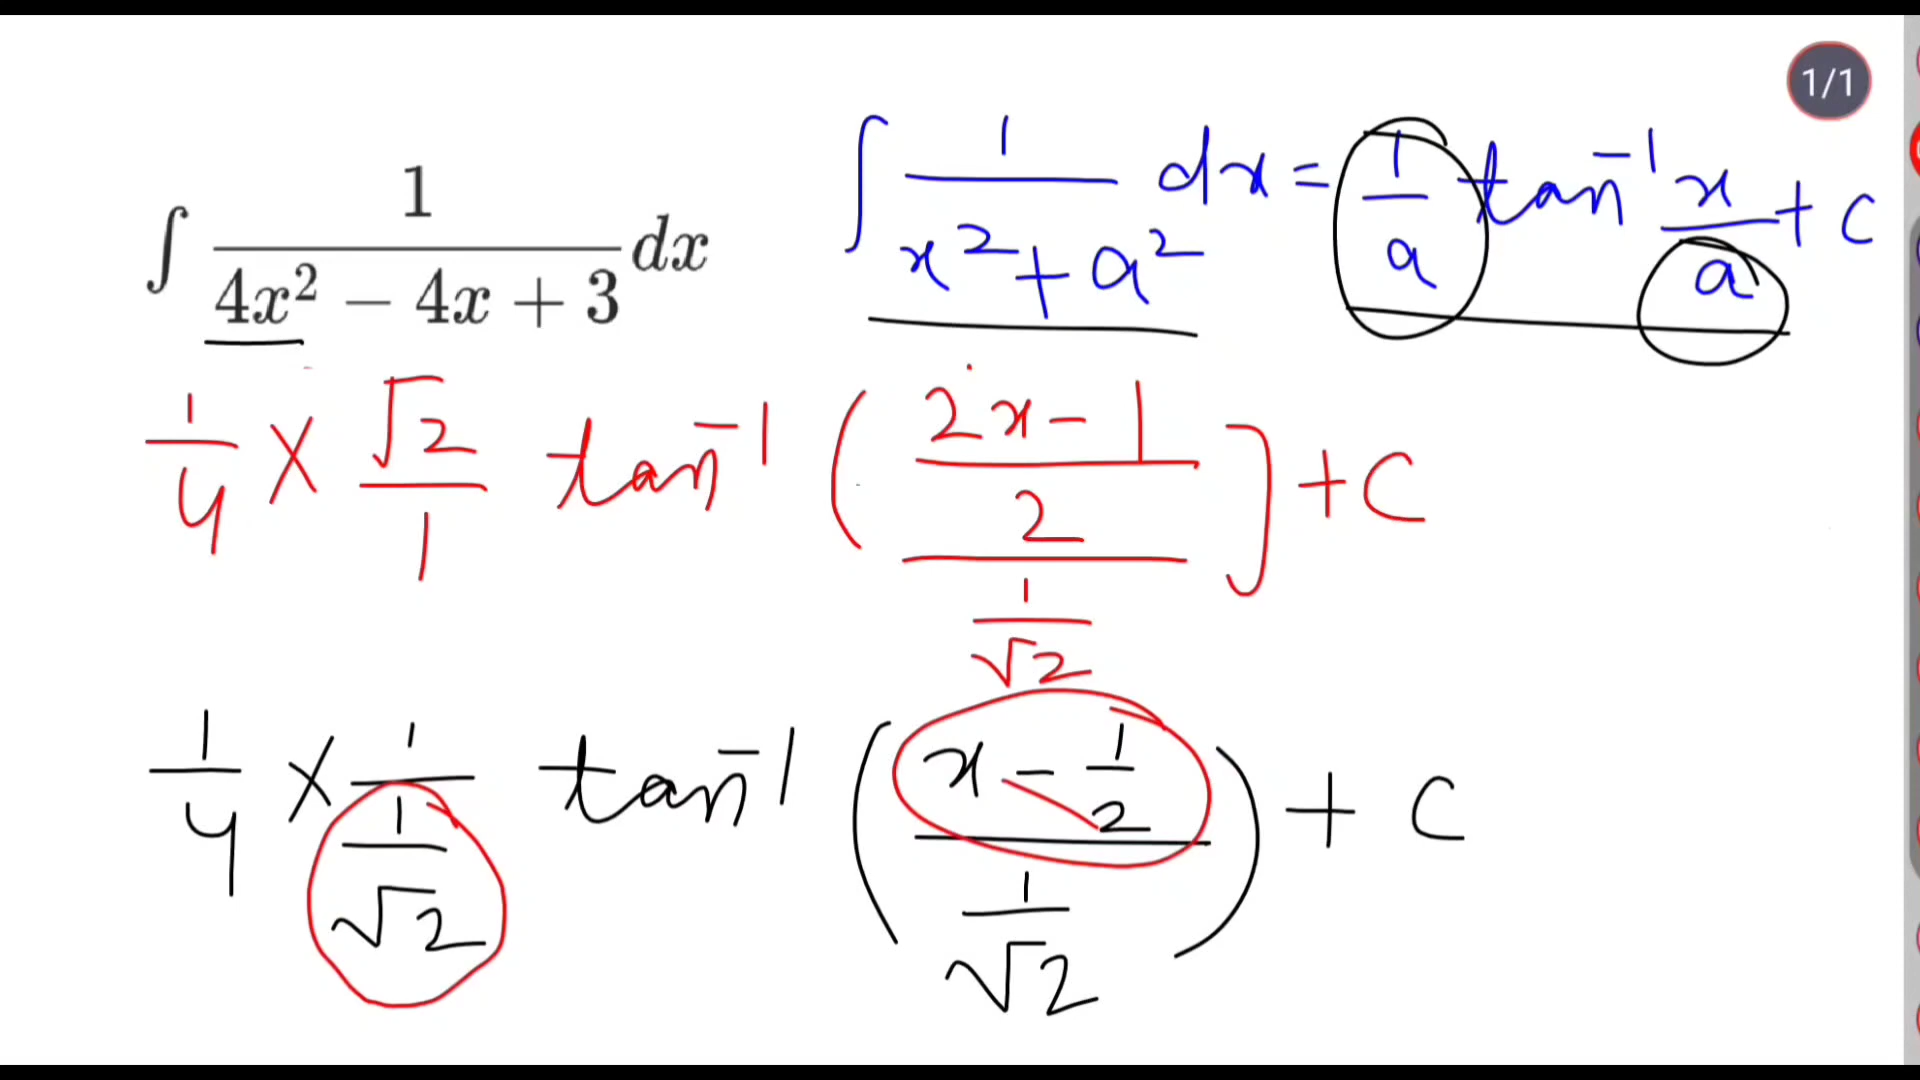 1/1
∫ 1/(4x² − 4x + 3) dx
∫ 1/(x² + a²) dx = 1/a tan⁻¹ x/a + c
1/4 × √2/1 tan⁻¹ ( ((2x − 1)/2)/(1/√2) ] + C
1/4 × 1/(1/√2) tan⁻¹ ( (x − 1/2)/(1/√2) ) + C